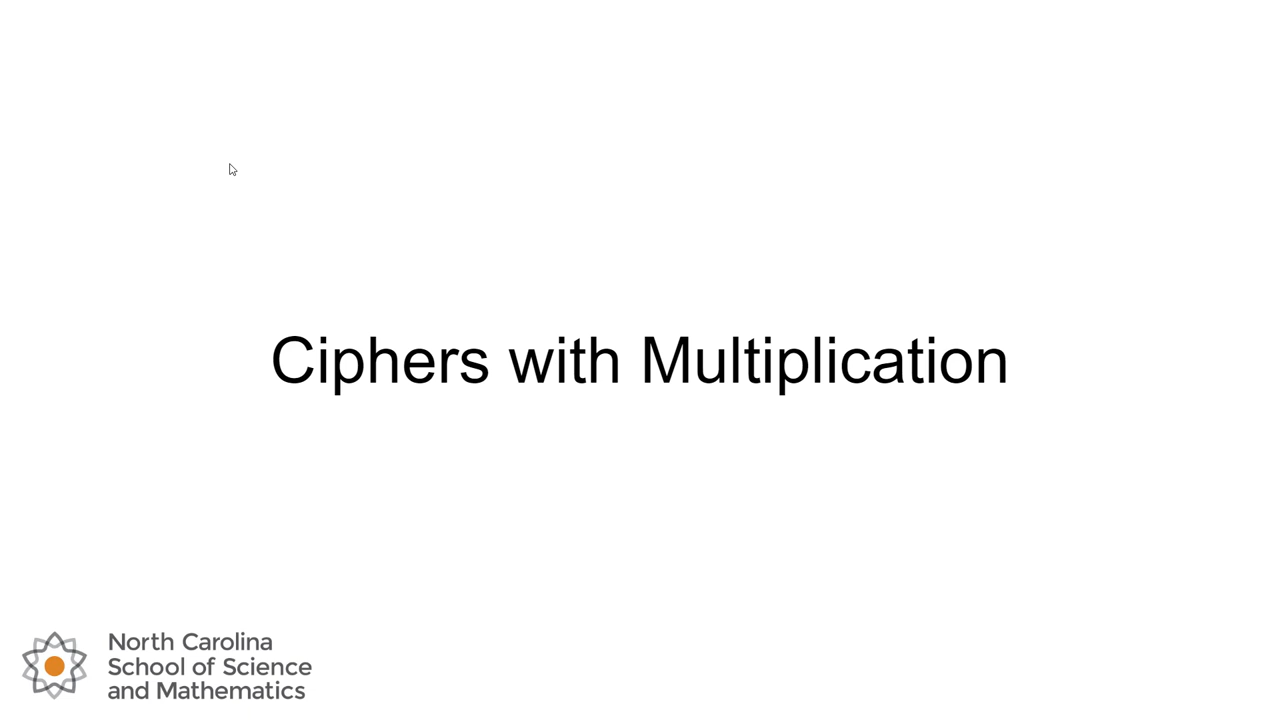 Ciphers with Multiplication
North Carolina
School of Science
and Mathematics